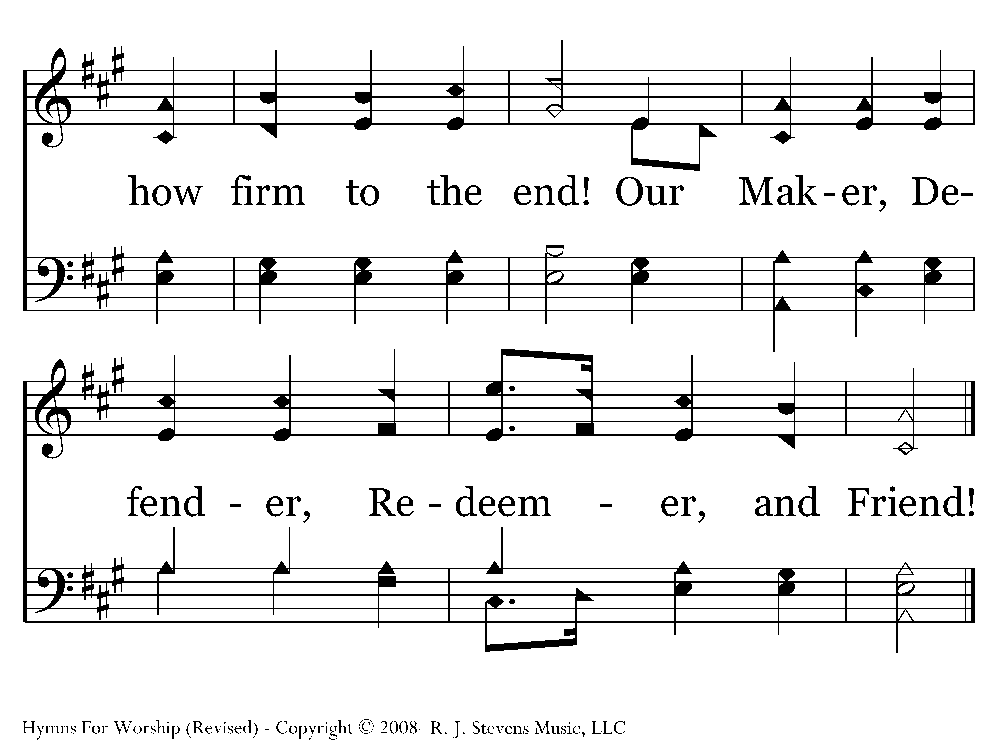 how firm to the end! Our Mak-er, De-
fend - er, Re - deem - er, and Friend!
Hymns For Worship (Revised) - Copyright © 2008 R. J. Stevens Music, LLC